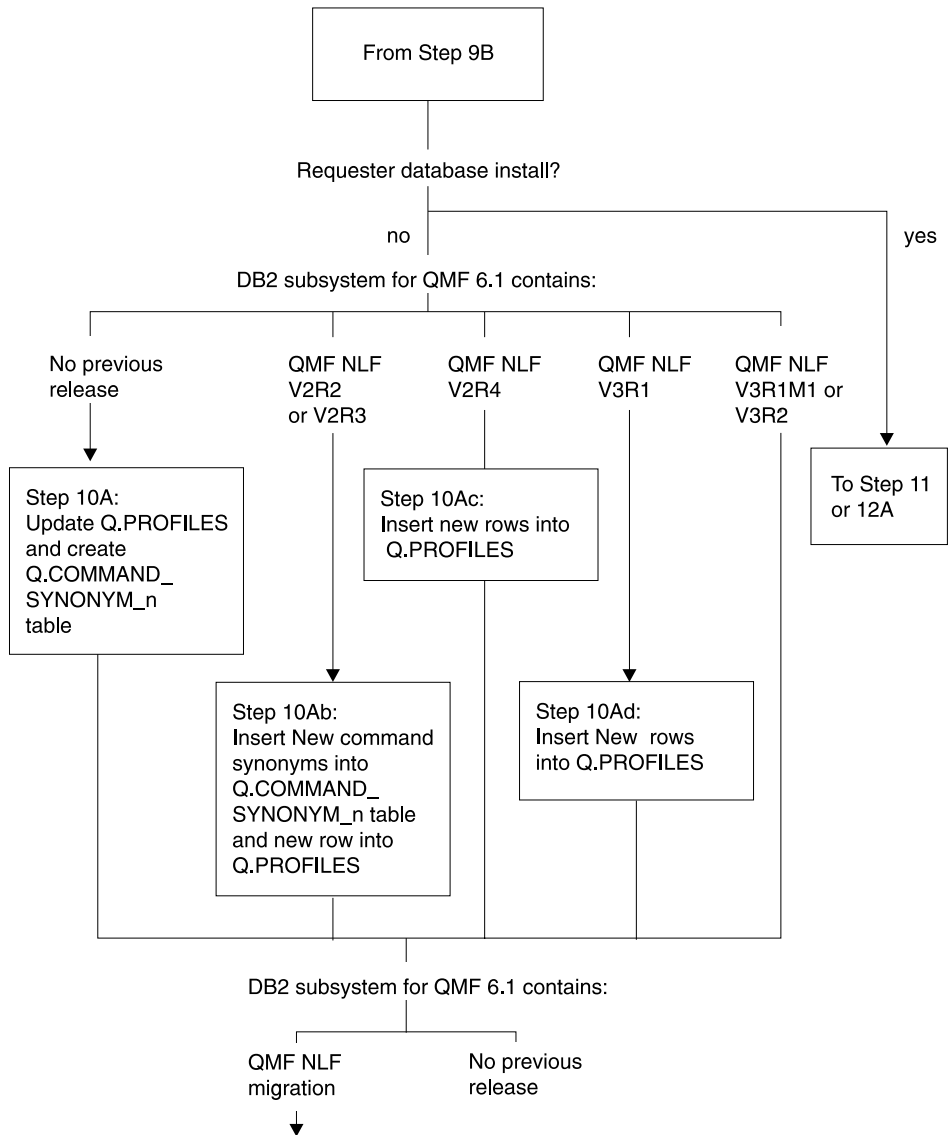 From Step 9B
Requester database install?
no
yes
DB2 subsystem for QMF 6.1 contains:
No previous
release
QMF NLF
V2R2
or V2R3
QMF NLF
V2R4
QMF NLF
V3R1
QMF NLF
V3R1M1 or
V3R2
Step 10A:
Update Q.PROFILES
and create
Q.COMMAND_
SYNONYM_n
table
Step 10Ac:
Insert new rows into
Q.PROFILES
To Step 11
or 12A
Step 10Ab:
Insert New command
synonyms into
Q.COMMAND_
SYNONYM_n table
and new row into
Q.PROFILES
Step 10Ad:
Insert New rows
into Q.PROFILES
DB2 subsystem for QMF 6.1 contains:
QMF NLF
migration
No previous
release